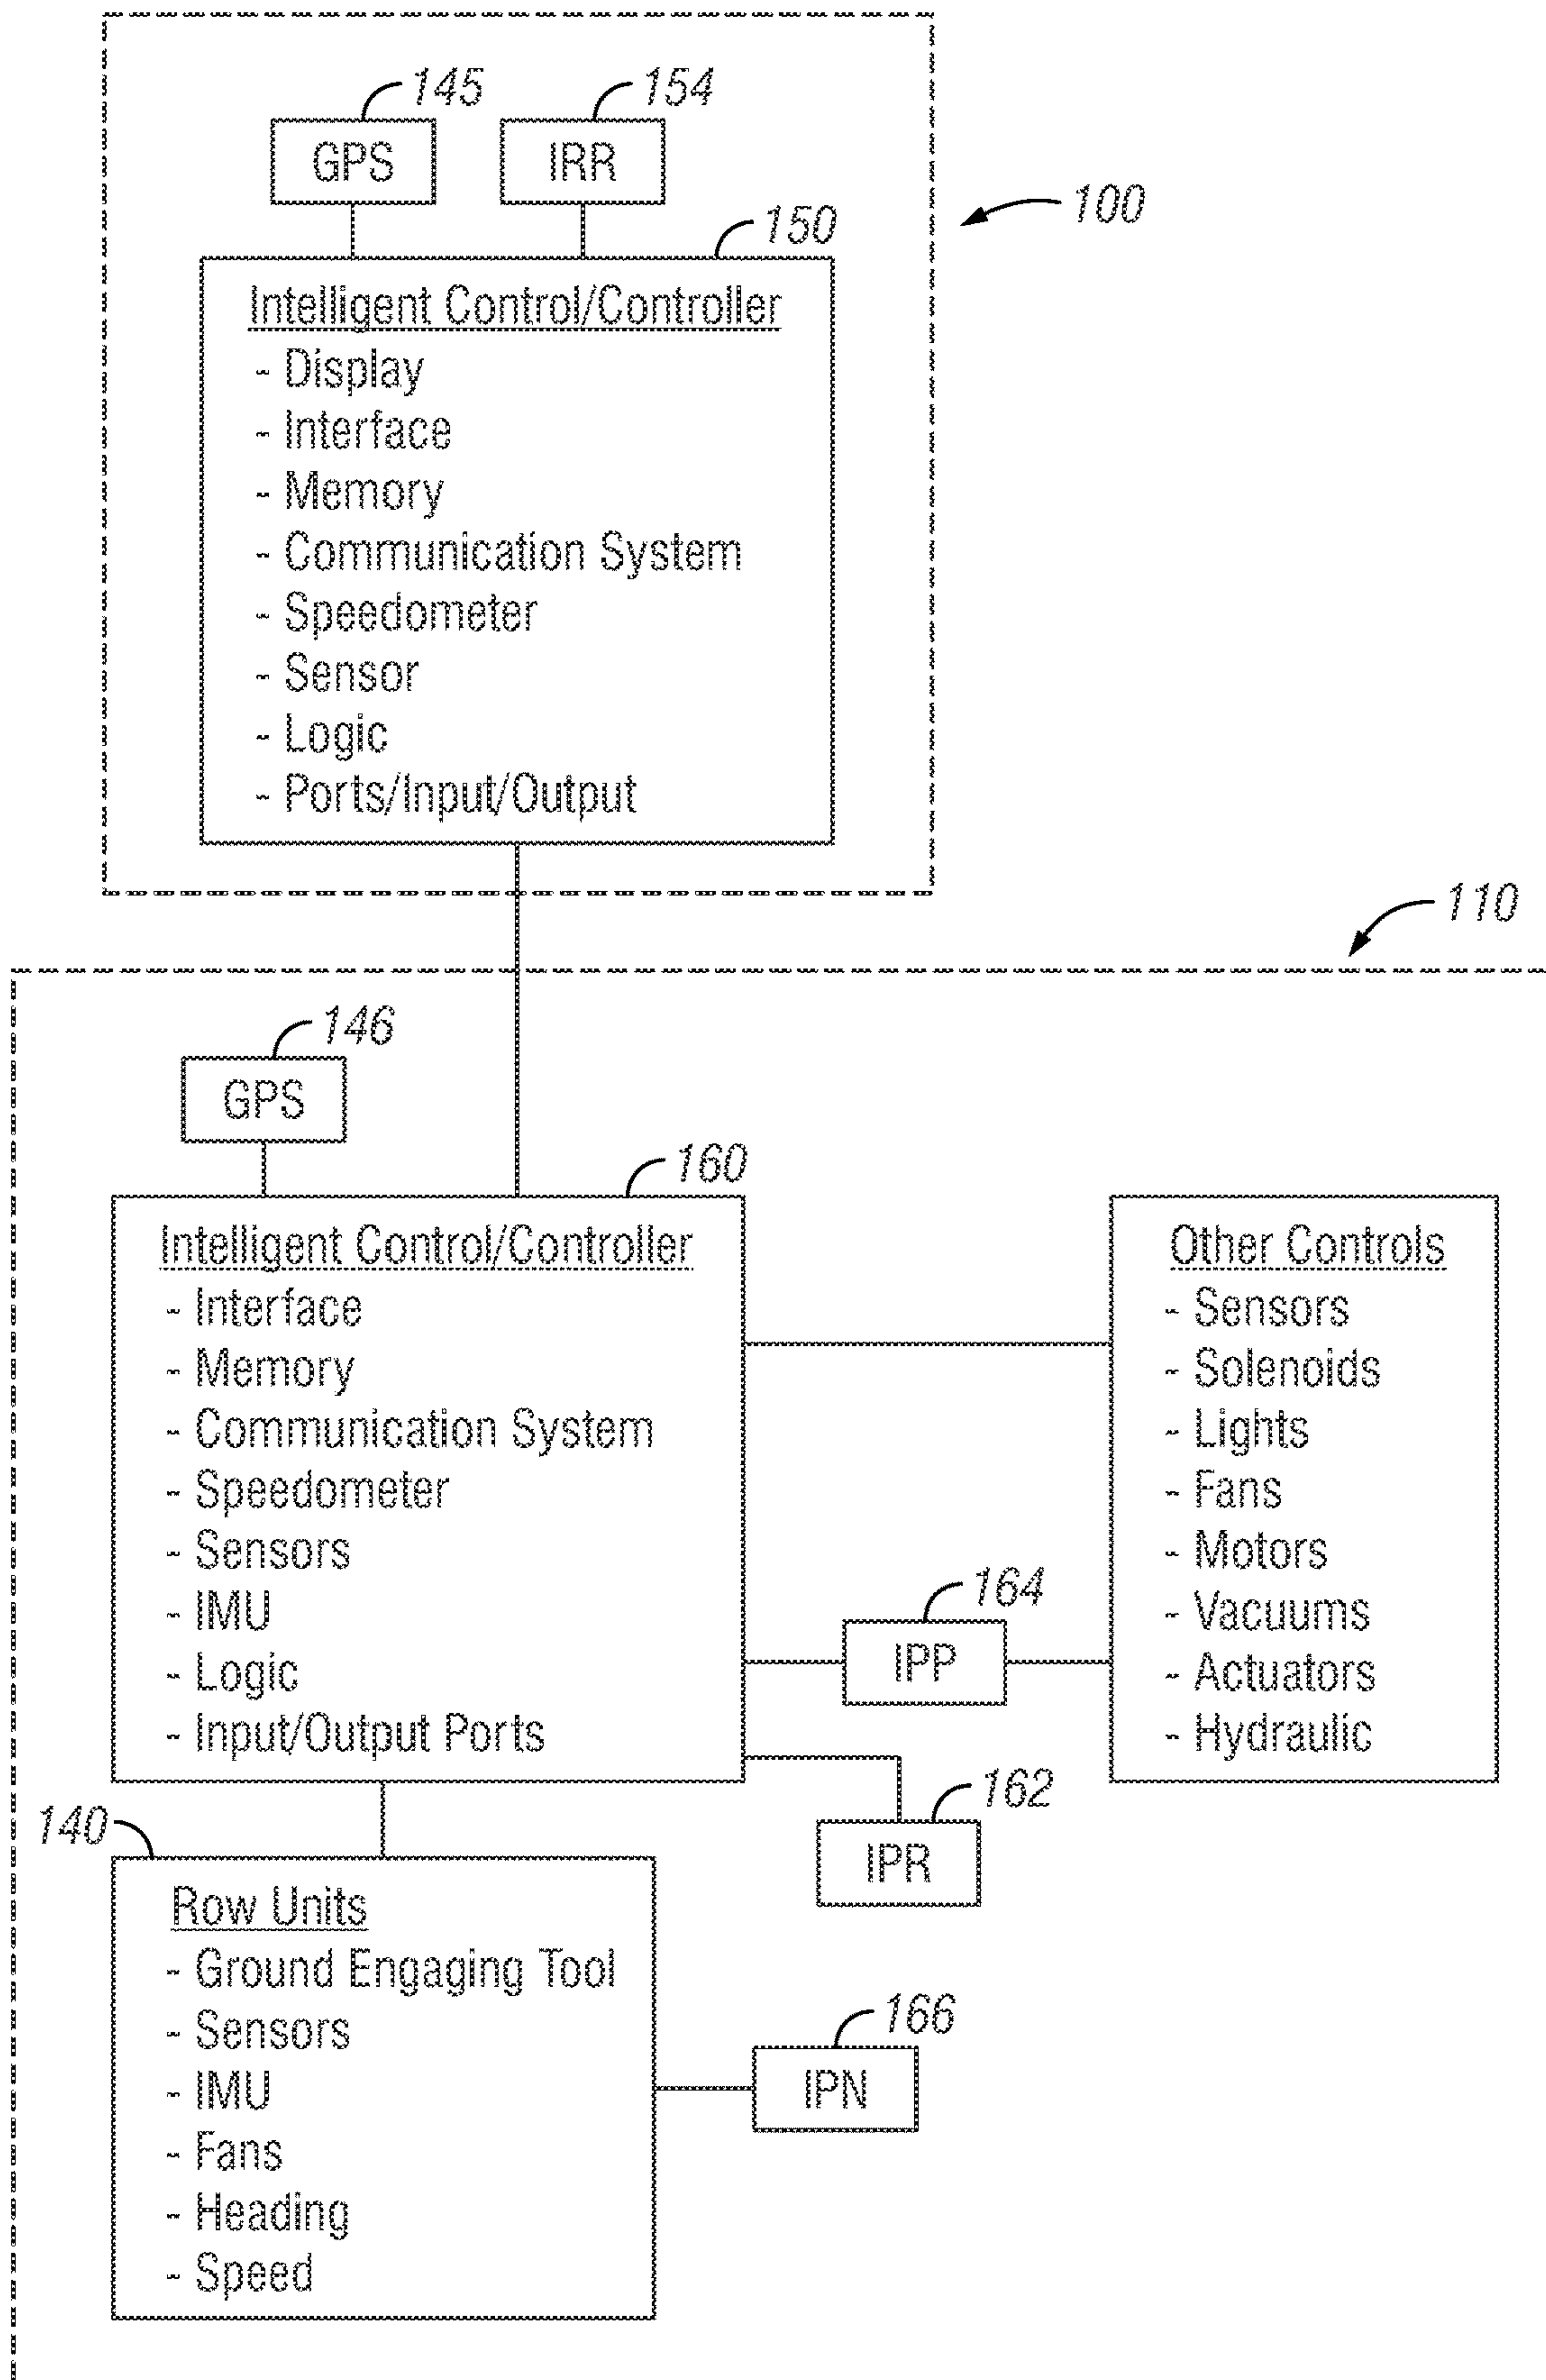 145
154
GPS
IRR
100
150
Intelligent Control/Controller
- Display
- Interface
- Memory
- Communication System
- Speedometer
- Sensor
- Logic
- Ports/Input/Output
110
146
GPS
160
Intelligent Control/Controller
- Interface
- Memory
- Communication System
- Speedometer
- Sensors
- IMU
- Logic
- Input/Output Ports
Other Controls
- Sensors
- Solenoids
- Lights
- Fans
- Motors
- Vacuums
- Actuators
- Hydraulic
164
IPP
162
IPR
140
Row Units
- Ground Engaging Tool
- Sensors
- IMU
- Fans
- Heading
- Speed
166
IPN